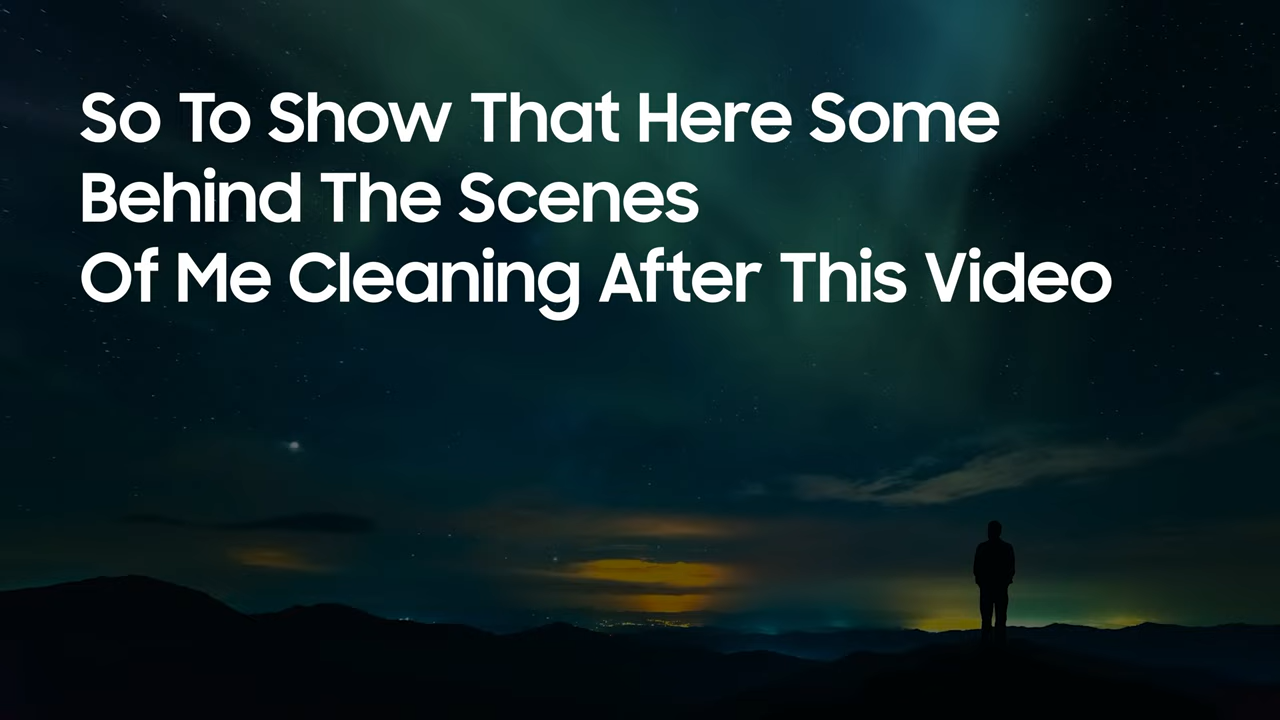 So To Show That Here Some
Behind The Scenes
Of Me Cleaning After This Video